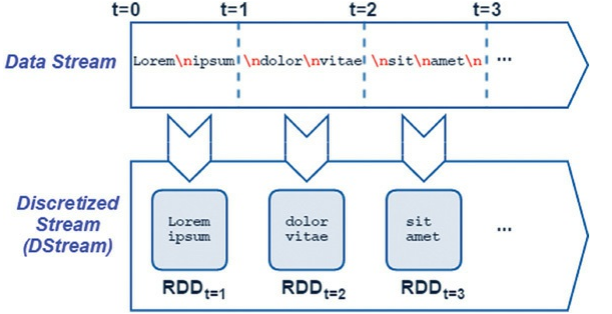 t=0 t=1 t=2 t=3
Data Stream
Lorem\nipsum \ndolor\nvitae \nsit\namet\n ...
Discretized
Stream
(DStream)
Lorem
ipsum
dolor
vitae
sit
amet
...
RDDt=1 RDDt=2 RDDt=3